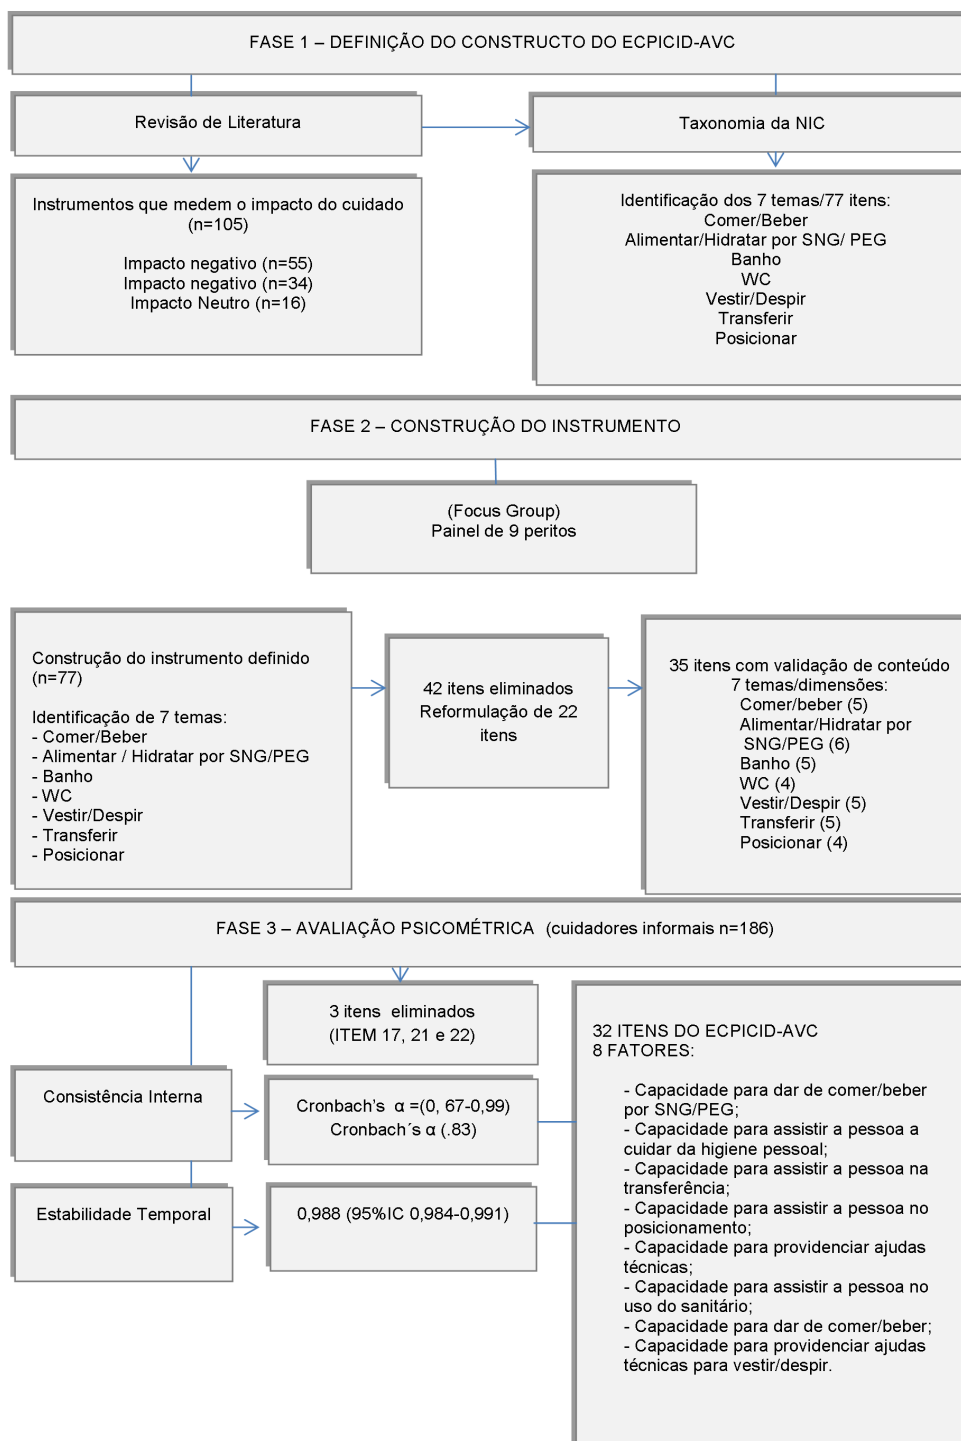 FASE 1 – DEFINIÇÃO DO CONSTRUCTO DO ECPICID-AVC
Revisão de Literatura
Taxonomia da NIC
Instrumentos que medem o impacto do cuidado
(n=105)
Impacto negativo (n=55)
Impacto negativo (n=34)
Impacto Neutro (n=16)
Identificação dos 7 temas/77 itens:
Comer/Beber
Alimentar/Hidratar por SNG/ PEG
Banho
WC
Vestir/Despir
Transferir
Posicionar
FASE 2 – CONSTRUÇÃO DO INSTRUMENTO
(Focus Group)
Painel de 9 peritos
Construção do instrumento definido
(n=77)
Identificação de 7 temas:
- Comer/Beber
- Alimentar / Hidratar por SNG/PEG
- Banho
- WC
- Vestir/Despir
- Transferir
- Posicionar
42 itens eliminados
Reformulação de 22
itens
35 itens com validação de conteúdo
7 temas/dimensões:
Comer/beber (5)
Alimentar/Hidratar por
SNG/PEG (6)
Banho (5)
WC (4)
Vestir/Despir (5)
Transferir (5)
Posicionar (4)
FASE 3 – AVALIAÇÃO PSICOMÉTRICA (cuidadores informais n=186)
3 itens eliminados
(ITEM 17, 21 e 22)
Consistência Interna
Cronbach's α =(0, 67-0,99)
Cronbach´s α (.83)
Estabilidade Temporal
0,988 (95%IC 0,984-0,991)
32 ITENS DO ECPICID-AVC
8 FATORES:
- Capacidade para dar de comer/beber
por SNG/PEG;
- Capacidade para assistir a pessoa a
cuidar da higiene pessoal;
- Capacidade para assistir a pessoa na
transferência;
- Capacidade para assistir a pessoa no
posicionamento;
- Capacidade para providenciar ajudas
técnicas;
- Capacidade para assistir a pessoa no
uso do sanitário;
- Capacidade para dar de comer/beber;
- Capacidade para providenciar ajudas
técnicas para vestir/despir.